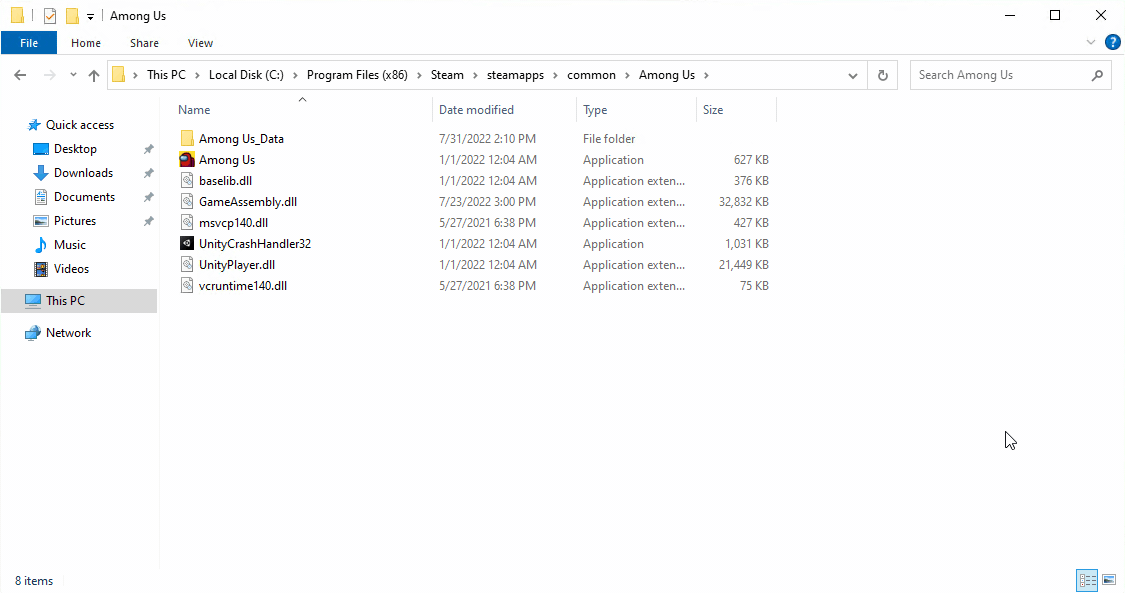 Among Us
File Home Share View
This PC Local Disk (C:) Program Files (x86) Steam steamapps common Among Us
Search Among Us
Name Date modified Type Size
Quick access
Desktop
Downloads
Documents
Pictures
Music
Videos
This PC
Network
Among Us_Data 7/31/2022 2:10 PM File folder
Among Us 1/1/2022 12:04 AM Application 627 KB
baselib.dll 1/1/2022 12:04 AM Application exten... 376 KB
GameAssembly.dll 7/23/2022 3:00 PM Application exten... 32,832 KB
msvcp140.dll 5/27/2021 6:38 PM Application exten... 427 KB
UnityCrashHandler32 1/1/2022 12:04 AM Application 1,031 KB
UnityPlayer.dll 1/1/2022 12:04 AM Application exten... 21,449 KB
vcruntime140.dll 5/27/2021 6:38 PM Application exten... 75 KB
8 items